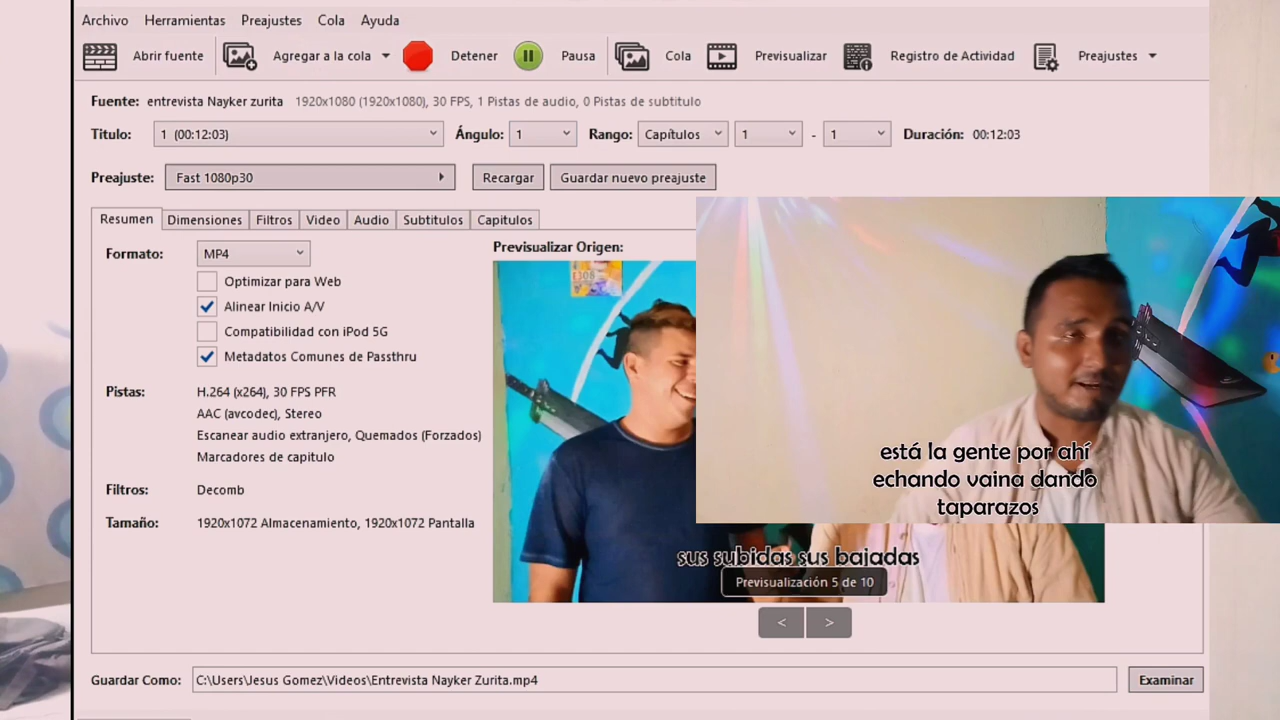 Archivo Herramientas Preajustes Cola Ayuda
Abrir fuente Agregar a la cola Detener Pausa Cola Previsualizar Registro de Actividad Preajustes
Fuente: entrevista Nayker zurita 1920x1080 (1920x1080), 30 FPS, 1 Pistas de audio, 0 Pistas de subtitulo
Titulo: 1 (00:12:03) Ángulo: 1 Rango: Capítulos 1 - 1 Duración: 00:12:03
Preajuste: Fast 1080p30 Recargar Guardar nuevo preajuste
Resumen Dimensiones Filtros Video Audio Subtitulos Capitulos
Formato: MP4
Optimizar para Web
Alinear Inicio A/V
Compatibilidad con iPod 5G
Metadatos Comunes de Passthru
Pistas: H.264 (x264), 30 FPS PFR
AAC (avcodec), Stereo
Escanear audio extranjero, Quemados (Forzados)
Marcadores de capitulo
Filtros: Decomb
Tamaño: 1920x1072 Almacenamiento, 1920x1072 Pantalla
Previsualizar Origen:
está la gente por ahí
echando vaina dando
taparazos
sus subidas sus bajadas
Previsualización 5 de 10
< >
Guardar Como: C:\Users\Jesus Gomez\Videos\Entrevista Nayker Zurita.mp4 Examinar